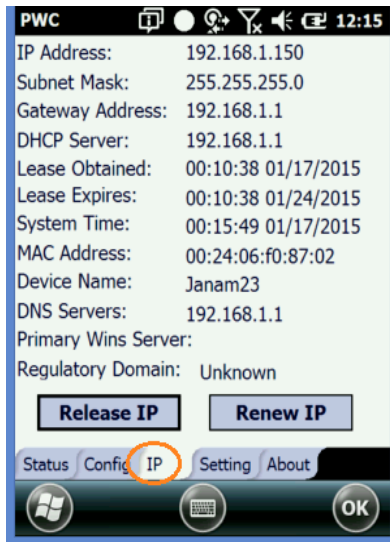 PWC 12:15
IP Address: 192.168.1.150
Subnet Mask: 255.255.255.0
Gateway Address: 192.168.1.1
DHCP Server: 192.168.1.1
Lease Obtained: 00:10:38 01/17/2015
Lease Expires: 00:10:38 01/24/2015
System Time: 00:15:49 01/17/2015
MAC Address: 00:24:06:f0:87:02
Device Name: Janam23
DNS Servers: 192.168.1.1
Primary Wins Server:
Regulatory Domain: Unknown
Release IP Renew IP
Status Config IP Setting About
OK